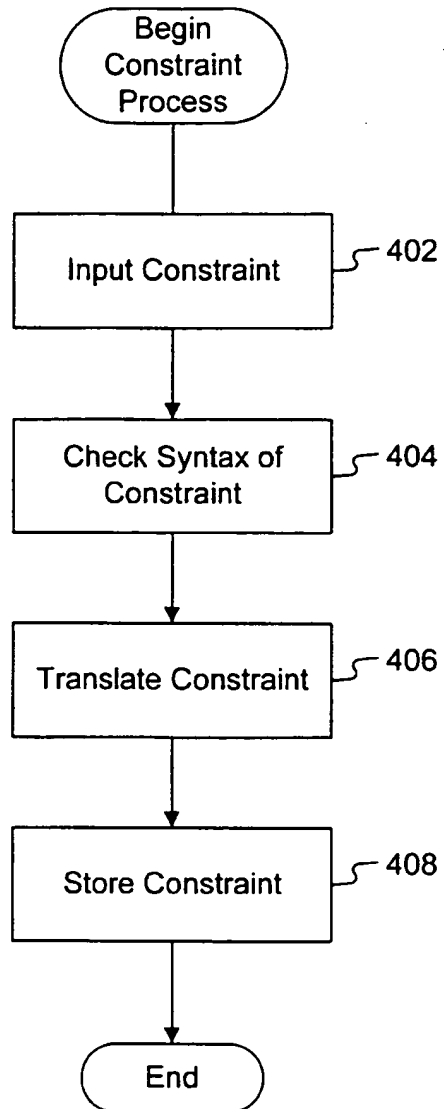 Begin
Constraint
Process
Input Constraint
402
Check Syntax of
Constraint
404
Translate Constraint
406
Store Constraint
408
End